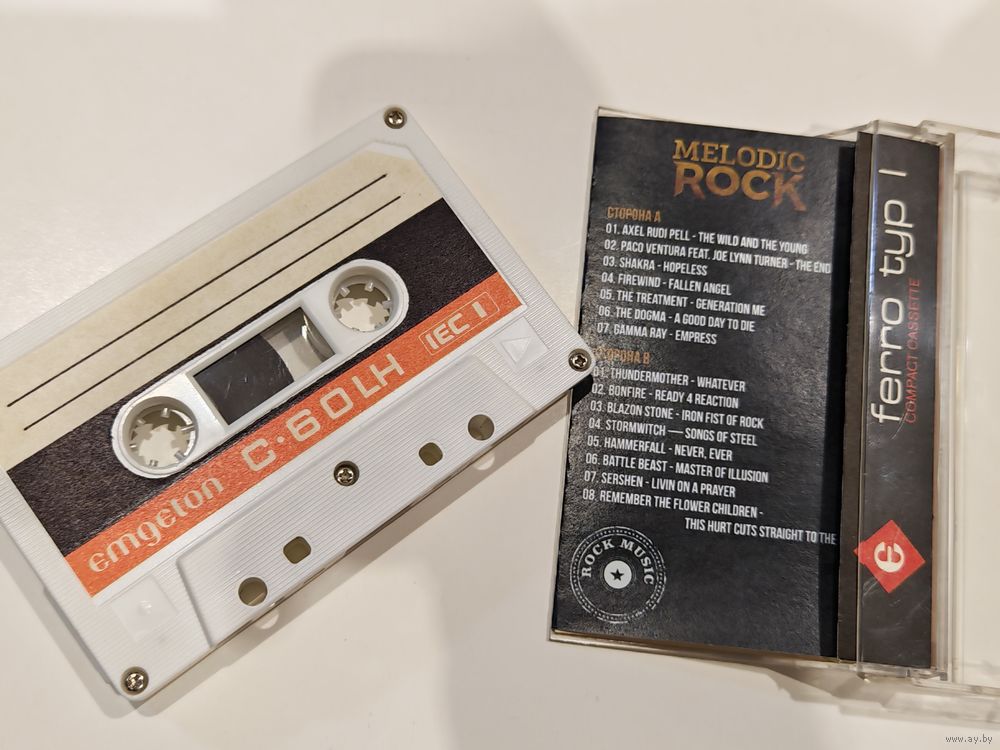 emgeton C·60LH IEC I
MELODIC
ROCK
СТОРОНА А
01. AXEL RUDI PELL - THE WILD AND THE YOUNG
02. PACO VENTURA FEAT. JOE LYNN TURNER - THE END
03. SHAKRA - HOPELESS
04. FIREWIND - FALLEN ANGEL
05. THE TREATMENT - GENERATION ME
06. THE DOGMA - A GOOD DAY TO DIE
07. GAMMA RAY - EMPRESS
СТОРОНА В
01. THUNDERMOTHER - WHATEVER
02. BONFIRE - READY 4 REACTION
03. BLAZON STONE - IRON FIST OF ROCK
04. STORMWITCH — SONGS OF STEEL
05. HAMMERFALL - NEVER, EVER
06. BATTLE BEAST - MASTER OF ILLUSION
07. SERSHEN - LIVIN ON A PRAYER
08. REMEMBER THE FLOWER CHILDREN -
THIS HURT CUTS STRAIGHT TO THE
ROCK MUSIC
ferro typ I
COMPACT CASSETTE
e
www.ay.by